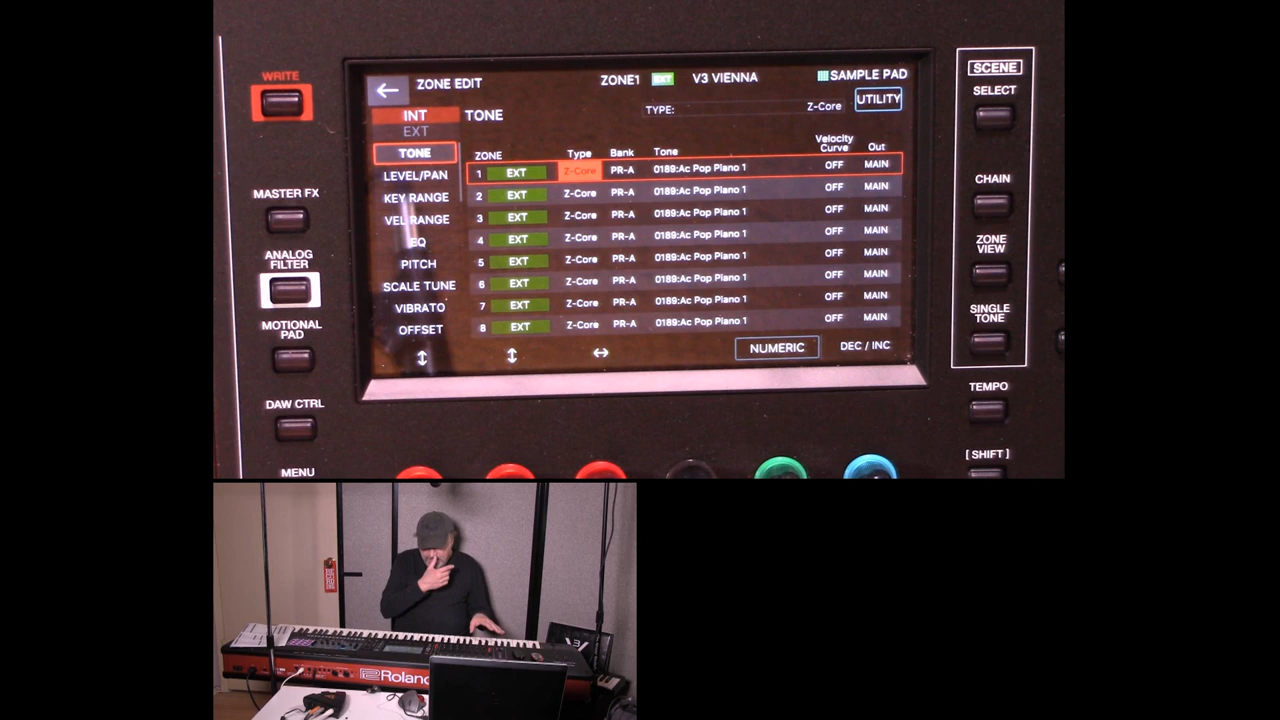 WRITE
MASTER FX
ANALOG
FILTER
MOTIONAL
PAD
DAW CTRL
MENU
ZONE EDIT
ZONE1 EXT V3 VIENNA
SAMPLE PAD
INT
EXT
TONE
TYPE: Z-Core
UTILITY
TONE
LEVEL/PAN
KEY RANGE
VEL RANGE
EQ
PITCH
SCALE TUNE
VIBRATO
OFFSET
ZONE Type Bank Tone Velocity Curve Out
1 EXT Z-Core PR-A 0189:Ac Pop Piano 1 OFF MAIN
2 EXT Z-Core PR-A 0189:Ac Pop Piano 1 OFF MAIN
3 EXT Z-Core PR-A 0189:Ac Pop Piano 1 OFF MAIN
4 EXT Z-Core PR-A 0189:Ac Pop Piano 1 OFF MAIN
5 EXT Z-Core PR-A 0189:Ac Pop Piano 1 OFF MAIN
6 EXT Z-Core PR-A 0189:Ac Pop Piano 1 OFF MAIN
7 EXT Z-Core PR-A 0189:Ac Pop Piano 1 OFF MAIN
8 EXT Z-Core PR-A 0189:Ac Pop Piano 1 OFF MAIN
NUMERIC
DEC / INC
SCENE
SELECT
CHAIN
ZONE
VIEW
SINGLE
TONE
TEMPO
[ SHIFT ]
Roland